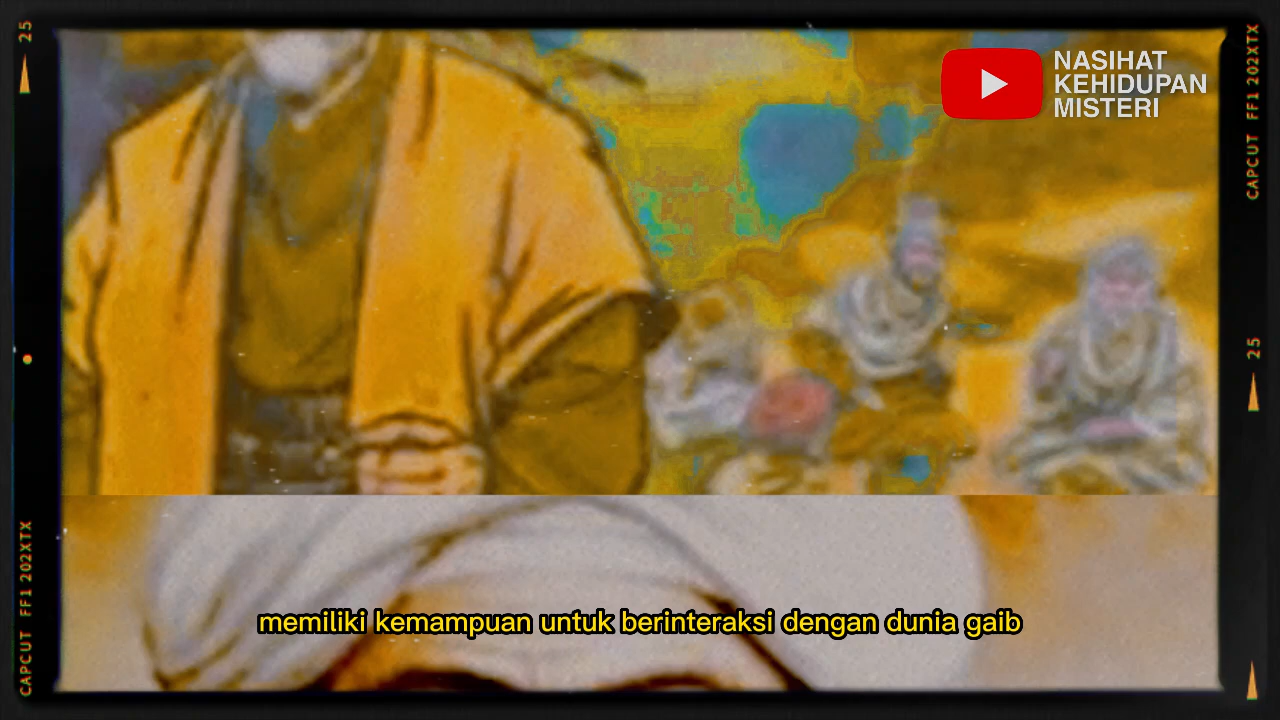 25
CAPCUT FF1 202XTX
NASIHAT
KEHIDUPAN
MISTERI
CAPCUT FF1 202XTX
25
memiliki kemampuan untuk berinteraksi dengan dunia gaib